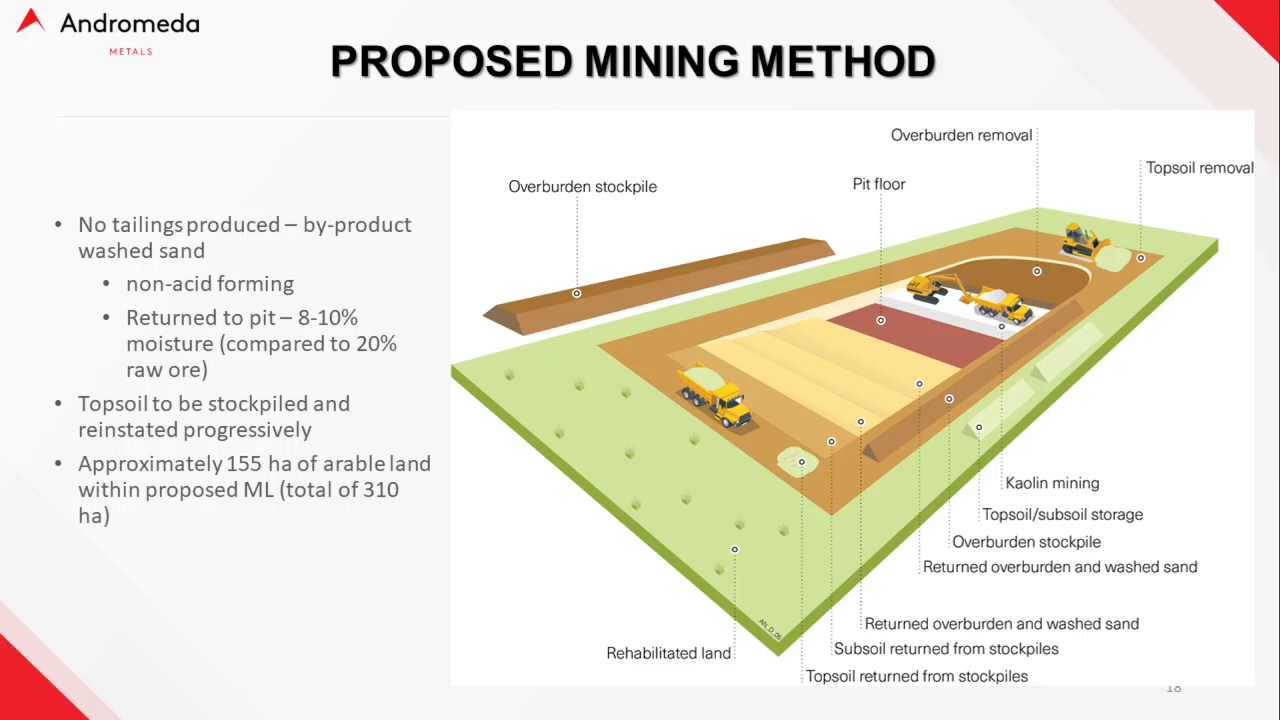 Andromeda
METALS
PROPOSED MINING METHOD
• No tailings produced – by-product
washed sand
• non-acid forming
• Returned to pit – 8-10%
moisture (compared to 20%
raw ore)
• Topsoil to be stockpiled and
reinstated progressively
• Approximately 155 ha of arable land
within proposed ML (total of 310
ha)
Overburden removal
Topsoil removal
Pit floor
Overburden stockpile
Kaolin mining
Topsoil/subsoil storage
Overburden stockpile
Returned overburden and washed sand
Returned overburden and washed sand
Subsoil returned from stockpiles
Rehabilitated land
Topsoil returned from stockpiles
AN_D_06
18